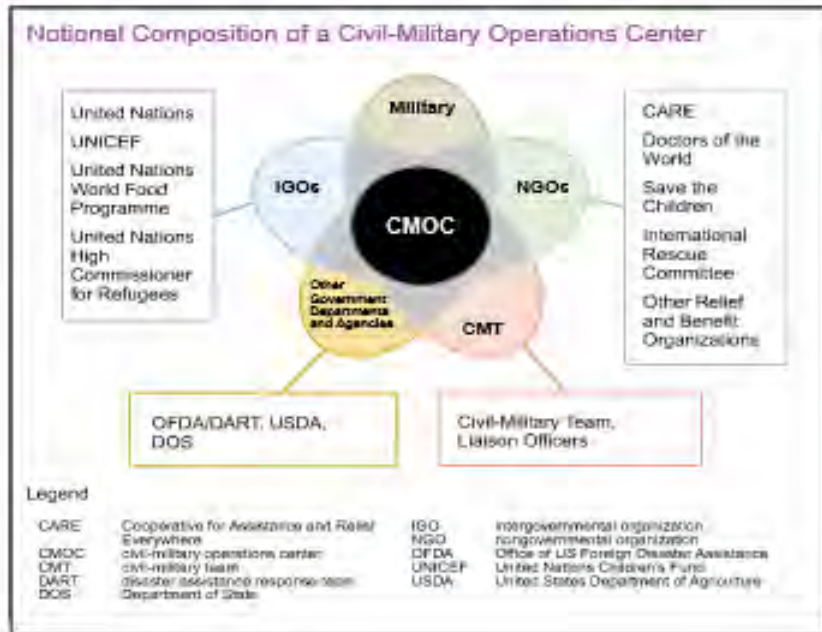 Notional Composition of a Civil-Military Operations Center
United Nations
UNICEF
United Nations
World Food
Programme
United Nations
High
Commissioner
for Refugees
Military
IGOs
NGOs
CMOC
Other
Government
Departments
and Agencies
CMT
CARE
Doctors of the
World
Save the
Children
International
Rescue
Committee
Other Relief
and Benefit
Organizations
OFDA/DART, USDA,
DOS
Civil-Military Team,
Liaison Officers
Legend
CARE Cooperative for Assistance and Relief
Everywhere
CMOC civil-military operations center
CMT civil-military team
DART disaster assistance response team
DOS Department of State
IGO intergovernmental organization
NGO nongovernmental organization
OFDA Office of US Foreign Disaster Assistance
UNICEF United Nations Children's Fund
USDA United States Department of Agriculture